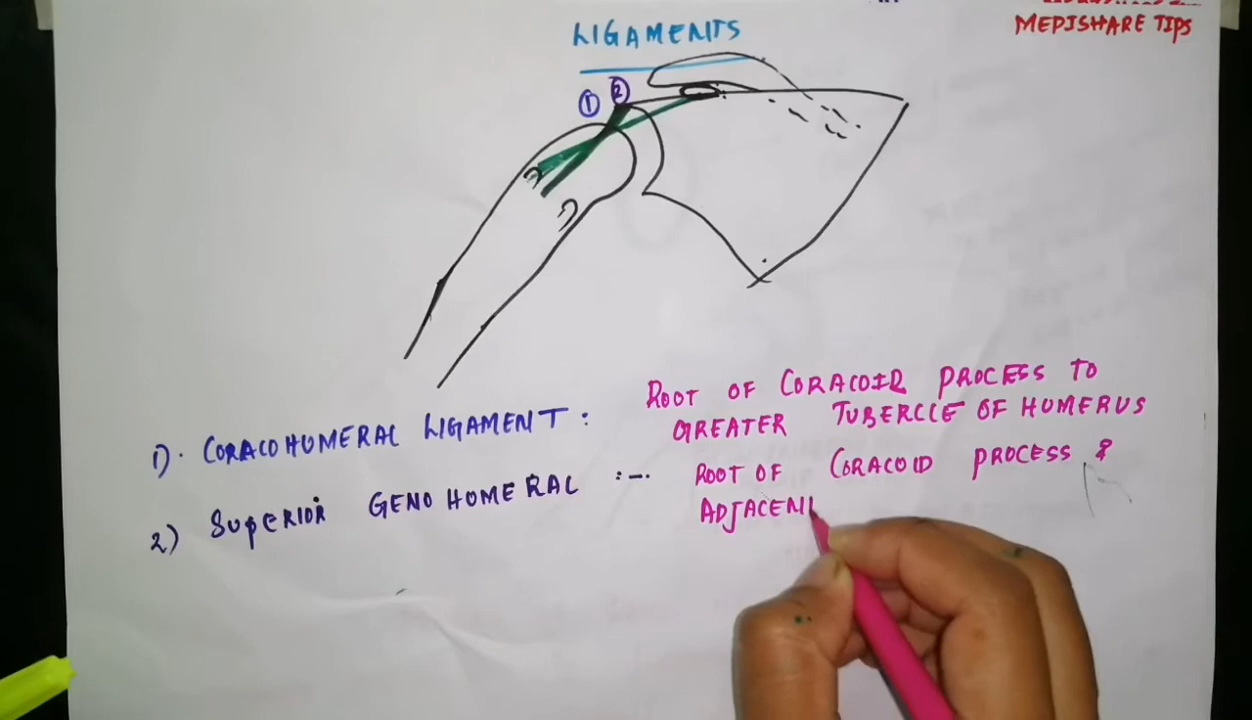 LIGAMENTS
MEDISHARE TIPS
① ②
ROOT OF CORACOID PROCESS TO
1). CORACOHUMERAL LIGAMENT :
GREATER TUBERCLE OF HUMERUS
2) SUPERIOR GENOHOMERAL :-. ROOT OF CORACOID PROCESS &
ADJACEN